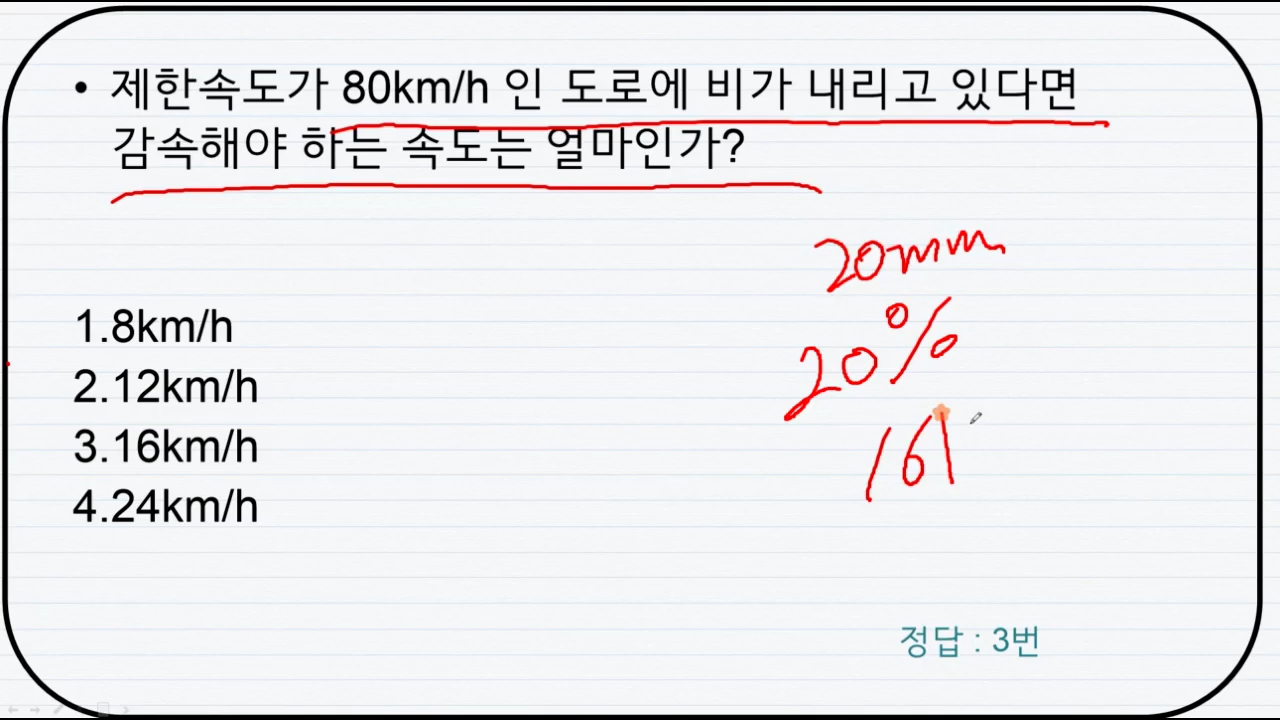 • 제한속도가 80km/h 인 도로에 비가 내리고 있다면
감속해야 하는 속도는 얼마인가?
20mm
20%
1.8km/h
2.12km/h
3.16km/h
4.24km/h
정답 : 3번